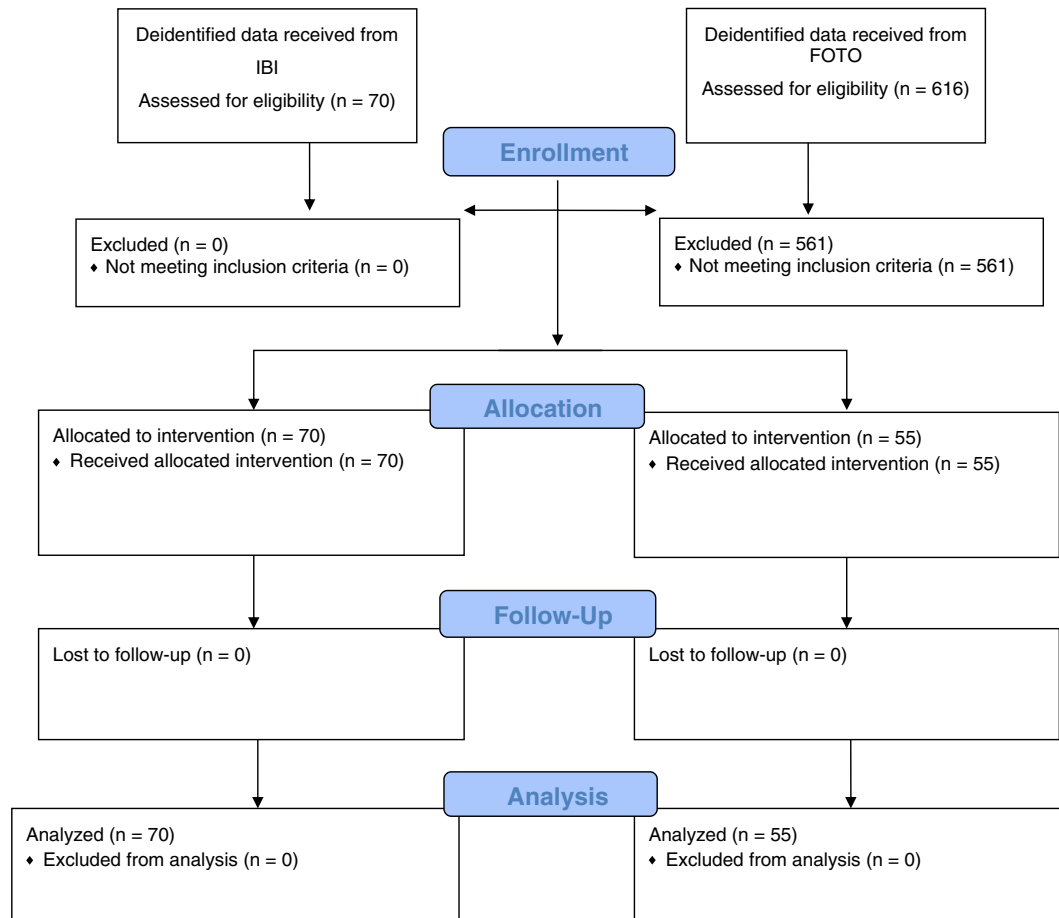 Deidentified data received from
IBI
Assessed for eligibility (n = 70)
Deidentified data received from
FOTO
Assessed for eligibility (n = 616)
Enrollment
Excluded (n = 0)
♦ Not meeting inclusion criteria (n = 0)
Excluded (n = 561)
♦ Not meeting inclusion criteria (n = 561)
Allocation
Allocated to intervention (n = 70)
♦ Received allocated intervention (n = 70)
Allocated to intervention (n = 55)
♦ Received allocated intervention (n = 55)
Follow-Up
Lost to follow-up (n = 0)
Lost to follow-up (n = 0)
Analysis
Analyzed (n = 70)
♦ Excluded from analysis (n = 0)
Analyzed (n = 55)
♦ Excluded from analysis (n = 0)